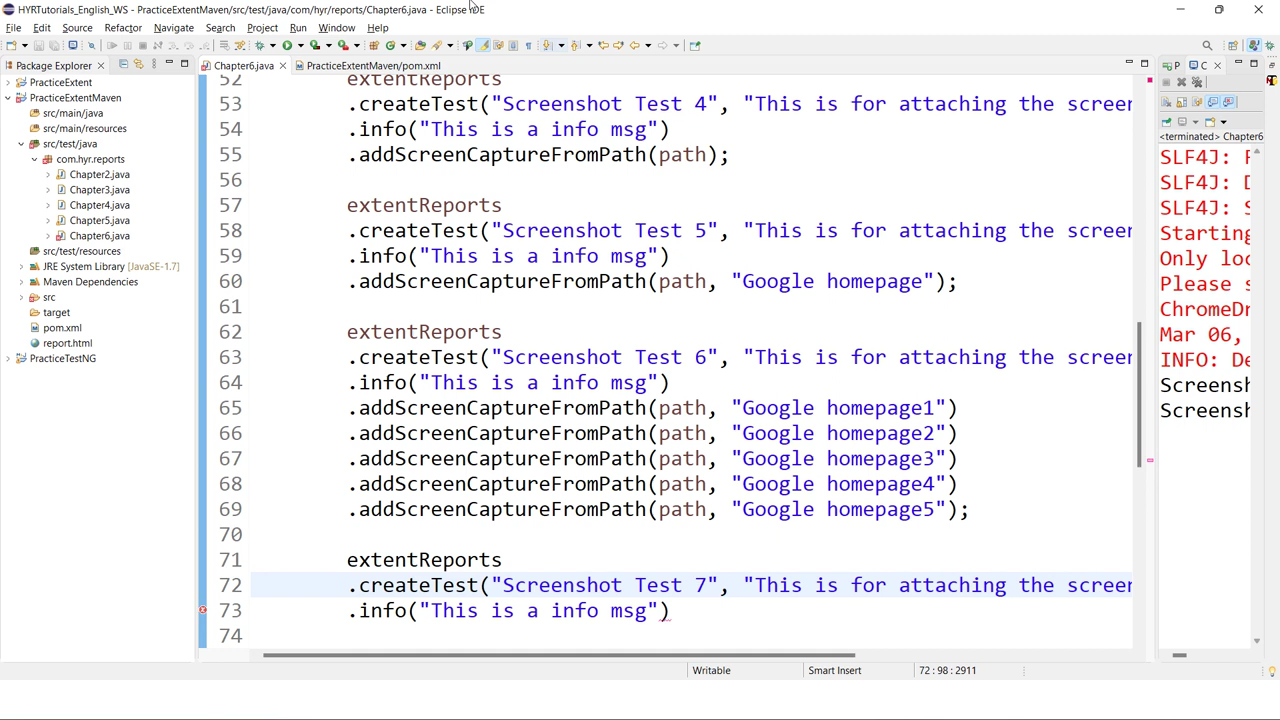 HYRTutorials_English_WS - PracticeExtentMaven/src/test/java/com/hyr/reports/Chapter6.java - Eclipse IDE
File Edit Source Refactor Navigate Search Project Run Window Help
Package Explorer
Chapter6.java
PracticeExtentMaven/pom.xml
P
C
PracticeExtent
PracticeExtentMaven
src/main/java
src/main/resources
src/test/java
com.hyr.reports
Chapter2.java
Chapter3.java
Chapter4.java
Chapter5.java
Chapter6.java
src/test/resources
JRE System Library [JavaSE-1.7]
Maven Dependencies
src
target
pom.xml
report.html
PracticeTestNG
52 extentReports
53 .createTest("Screenshot Test 4", "This is for attaching the screen
54 .info("This is a info msg")
55 .addScreenCaptureFromPath(path);
56
57 extentReports
58 .createTest("Screenshot Test 5", "This is for attaching the screen
59 .info("This is a info msg")
60 .addScreenCaptureFromPath(path, "Google homepage");
61
62 extentReports
63 .createTest("Screenshot Test 6", "This is for attaching the screen
64 .info("This is a info msg")
65 .addScreenCaptureFromPath(path, "Google homepage1")
66 .addScreenCaptureFromPath(path, "Google homepage2")
67 .addScreenCaptureFromPath(path, "Google homepage3")
68 .addScreenCaptureFromPath(path, "Google homepage4")
69 .addScreenCaptureFromPath(path, "Google homepage5");
70
71 extentReports
72 .createTest("Screenshot Test 7", "This is for attaching the screen
73 .info("This is a info msg")
74
<terminated> Chapter6
SLF4J: F
SLF4J: D
SLF4J: S
Starting
Only loc
Please s
ChromeDr
Mar 06,
INFO: De
Screensh
Screensh
Writable
Smart Insert
72 : 98 : 2911